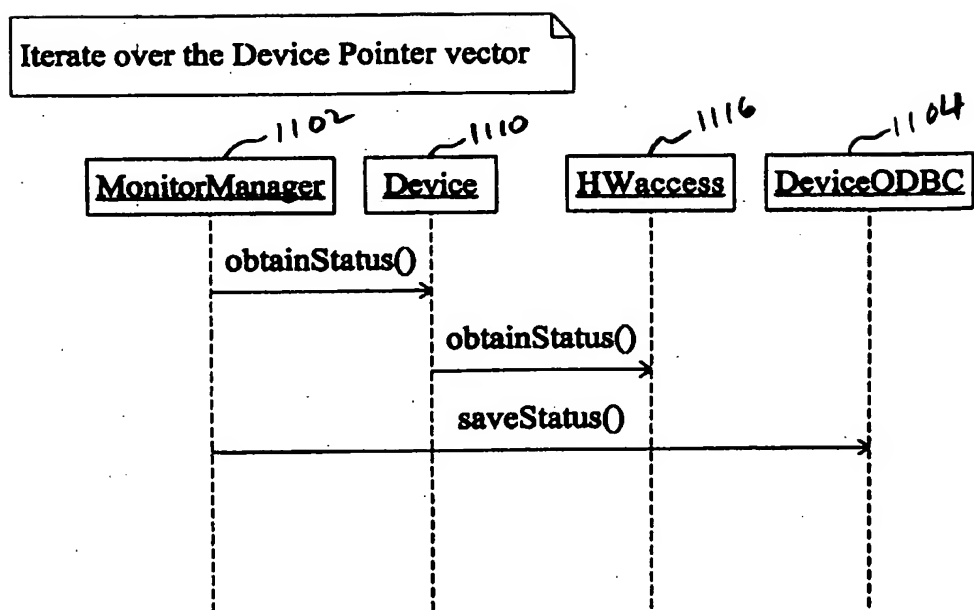 Iterate over the Device Pointer vector
1102 1110 1116 1104
MonitorManager Device HWaccess DeviceODBC
obtainStatus()
obtainStatus()
saveStatus()